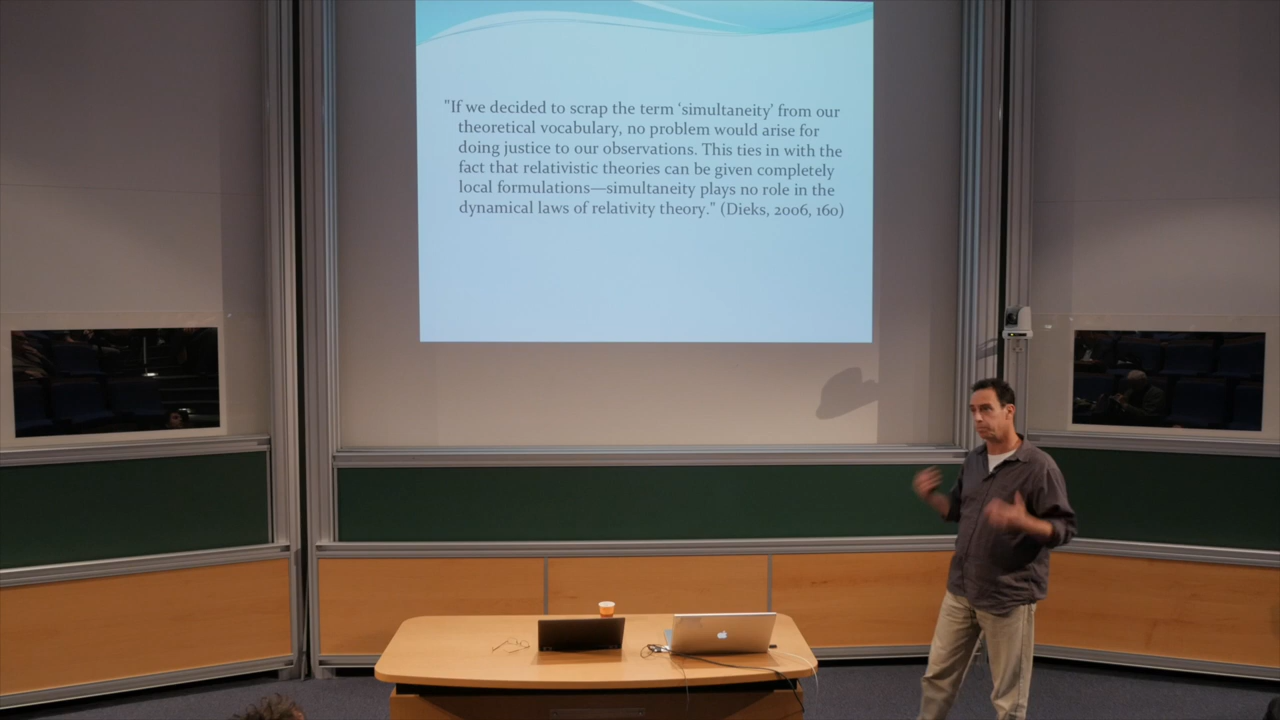 "If we decided to scrap the term ‘simultaneity’ from our
theoretical vocabulary, no problem would arise for
doing justice to our observations. This ties in with the
fact that relativistic theories can be given completely
local formulations—simultaneity plays no role in the
dynamical laws of relativity theory." (Dieks, 2006, 160)